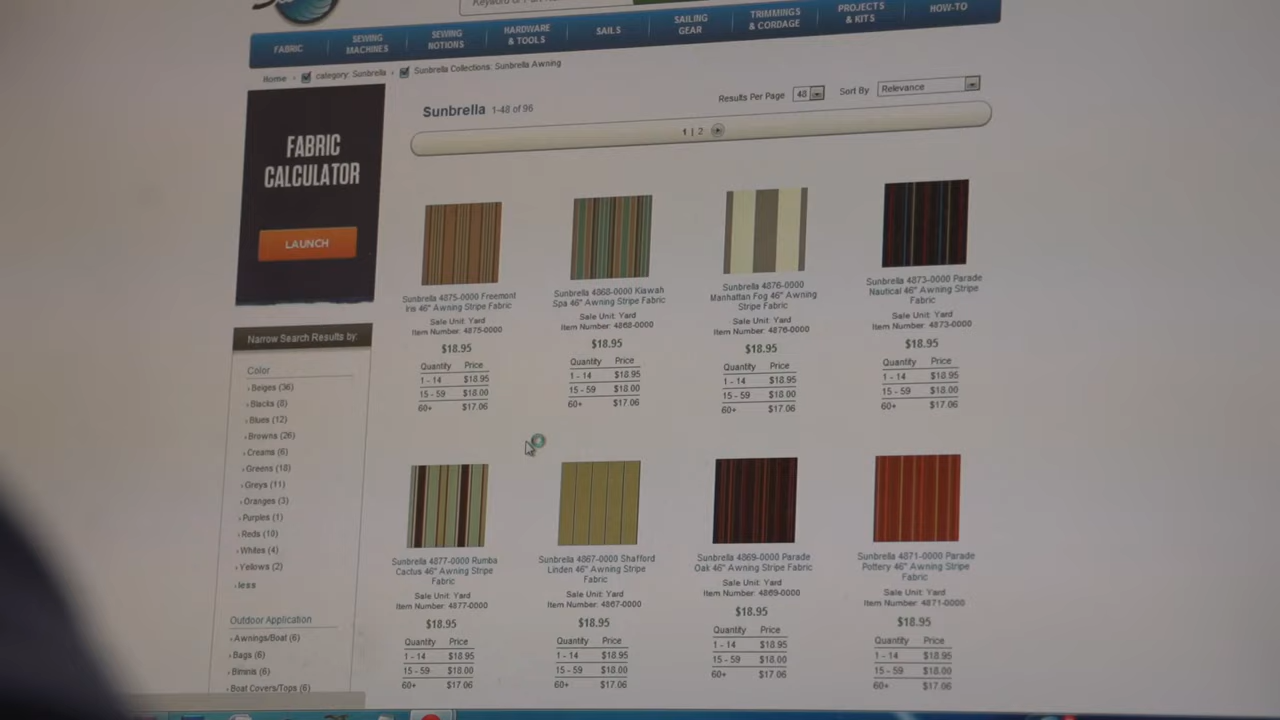 FABRIC
SEWING
MACHINES
SEWING
NOTIONS
HARDWARE
& TOOLS
SAILS
SAILING
GEAR
TRIMMINGS
& CORDAGE
PROJECTS
& KITS
HOW-TO
Home › category: Sunbrella › Sunbrella Collections: Sunbrella Awning
FABRIC
CALCULATOR
LAUNCH
Sunbrella 1-48 of 96
Results Per Page 48 Sort By Relevance
1 | 2
Sunbrella 4875-0000 Freemont
Iris 46" Awning Stripe Fabric
Sale Unit: Yard
Item Number: 4875-0000
$18.95
Quantity Price
1 - 14 $18.95
15 - 59 $18.00
60+ $17.06
Sunbrella 4868-0000 Kiawah
Spa 46" Awning Stripe Fabric
Sale Unit: Yard
Item Number: 4868-0000
$18.95
Quantity Price
1 - 14 $18.95
15 - 59 $18.00
60+ $17.06
Sunbrella 4876-0000
Manhattan Fog 46" Awning
Stripe Fabric
Sale Unit: Yard
Item Number: 4876-0000
$18.95
Quantity Price
1 - 14 $18.95
15 - 59 $18.00
60+ $17.06
Sunbrella 4873-0000 Parade
Nautical 46" Awning Stripe
Fabric
Sale Unit: Yard
Item Number: 4873-0000
$18.95
Quantity Price
1 - 14 $18.95
15 - 59 $18.00
60+ $17.06
Narrow Search Results by:
Color
› Beiges (36)
› Blacks (8)
› Blues (12)
› Browns (26)
› Creams (6)
› Greens (18)
› Greys (11)
› Oranges (3)
› Purples (1)
› Reds (10)
› Whites (4)
› Yellows (2)
› less
Outdoor Application
› Awnings/Boat (6)
› Bags (6)
› Biminis (6)
› Boat Covers/Tops (6)
Sunbrella 4877-0000 Rumba
Cactus 46" Awning Stripe
Fabric
Sale Unit: Yard
Item Number: 4877-0000
$18.95
Quantity Price
1 - 14 $18.95
15 - 59 $18.00
60+ $17.06
Sunbrella 4867-0000 Shafford
Linden 46" Awning Stripe
Fabric
Sale Unit: Yard
Item Number: 4867-0000
$18.95
Quantity Price
1 - 14 $18.95
15 - 59 $18.00
60+ $17.06
Sunbrella 4869-0000 Parade
Oak 46" Awning Stripe Fabric
Sale Unit: Yard
Item Number: 4869-0000
$18.95
Quantity Price
1 - 14 $18.95
15 - 59 $18.00
60+ $17.06
Sunbrella 4871-0000 Parade
Pottery 46" Awning Stripe
Fabric
Sale Unit: Yard
Item Number: 4871-0000
$18.95
Quantity Price
1 - 14 $18.95
15 - 59 $18.00
60+ $17.06